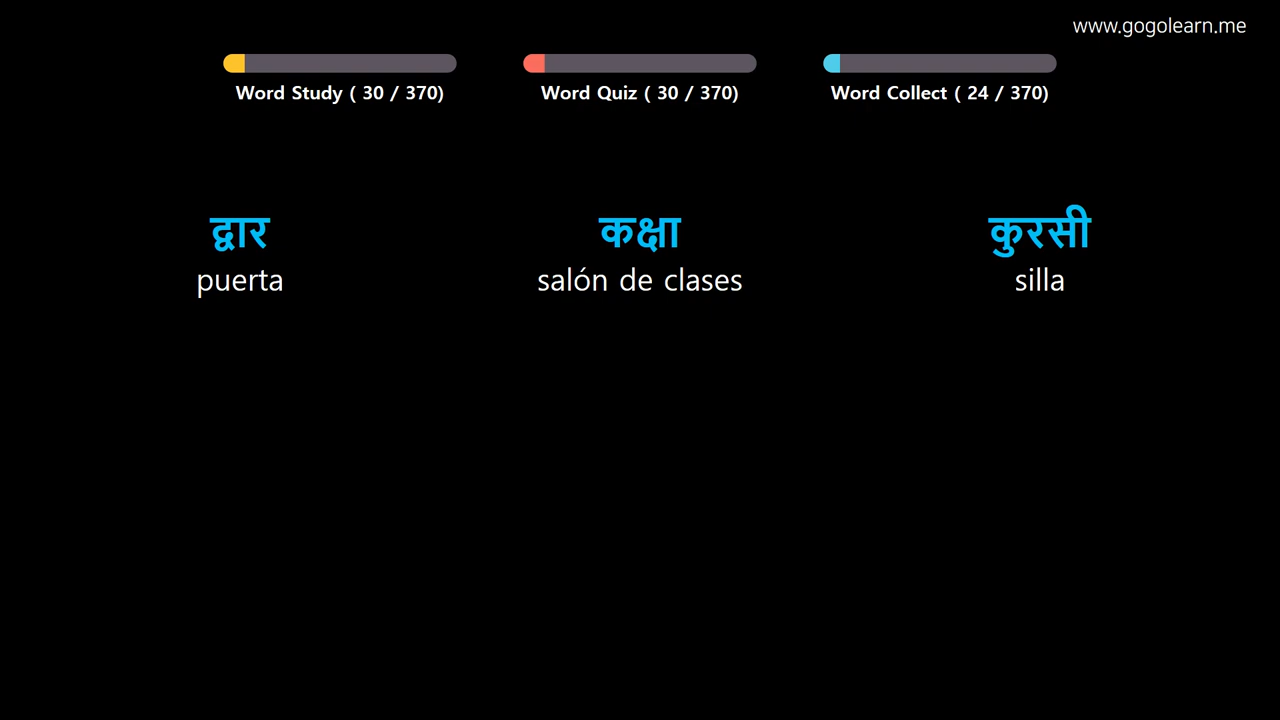 www.gogolearn.me
Word Study ( 30 / 370) Word Quiz ( 30 / 370) Word Collect ( 24 / 370)
द्वार कक्षा कुरसी
puerta salón de clases silla